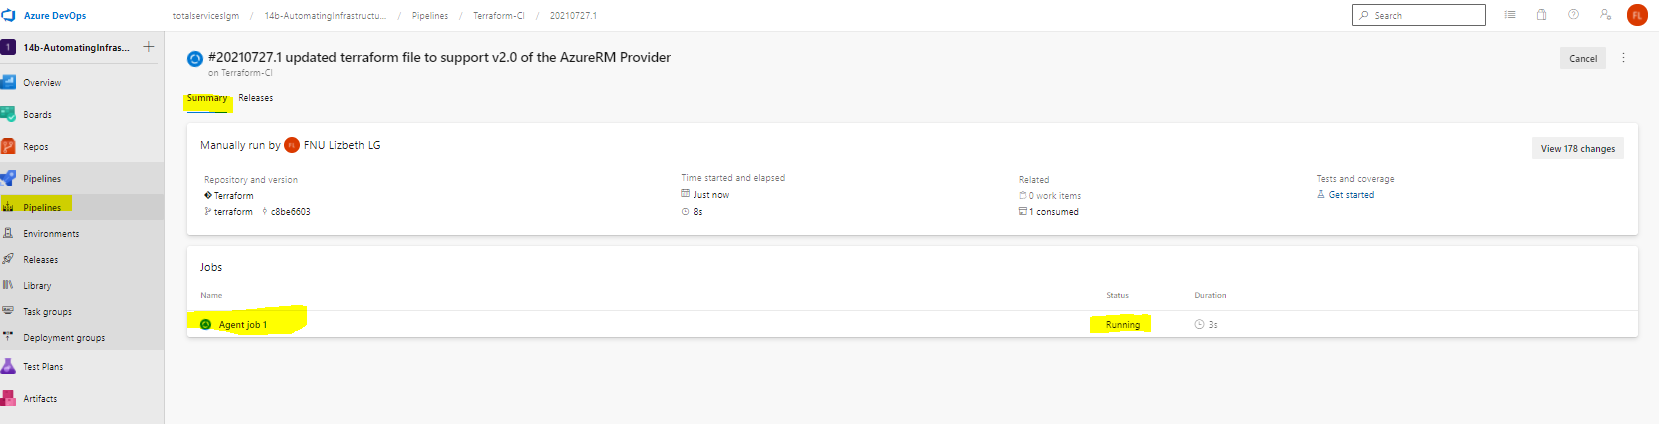 Azure DevOps
totalserviceslgm / 14b-AutomatingInfrastructu... / Pipelines / Terraform-CI / 20210727.1
Search
FL
1 14b-AutomatingInfras... +
Overview
Boards
Repos
Pipelines
Pipelines
Environments
Releases
Library
Task groups
Deployment groups
Test Plans
Artifacts
#20210727.1 updated terraform file to support v2.0 of the AzureRM Provider
on Terraform-CI
Cancel
Summary Releases
Manually run by FL FNU Lizbeth LG
View 178 changes
Repository and version
Terraform
terraform c8be6603
Time started and elapsed
Just now
8s
Related
0 work items
1 consumed
Tests and coverage
Get started
Jobs
Name Status Duration
Agent job 1 Running 3s